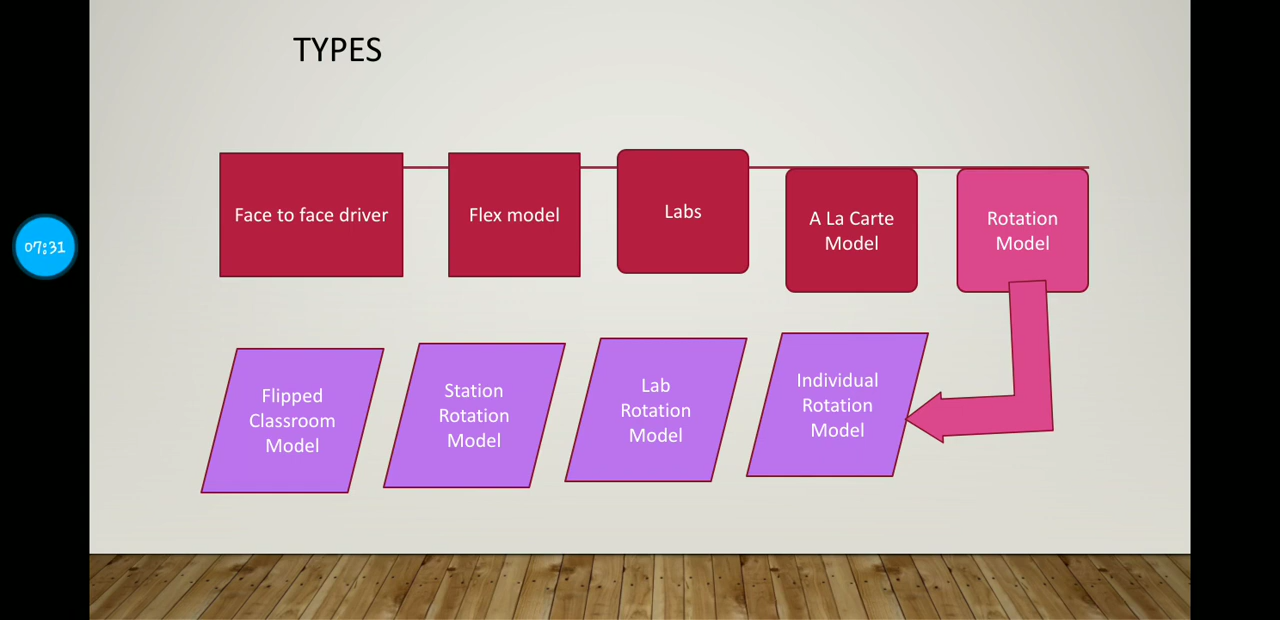 TYPES
Face to face driver
Flex model
Labs
A La Carte
Model
Rotation
Model
07:31
Flipped
Classroom
Model
Station
Rotation
Model
Lab
Rotation
Model
Individual
Rotation
Model